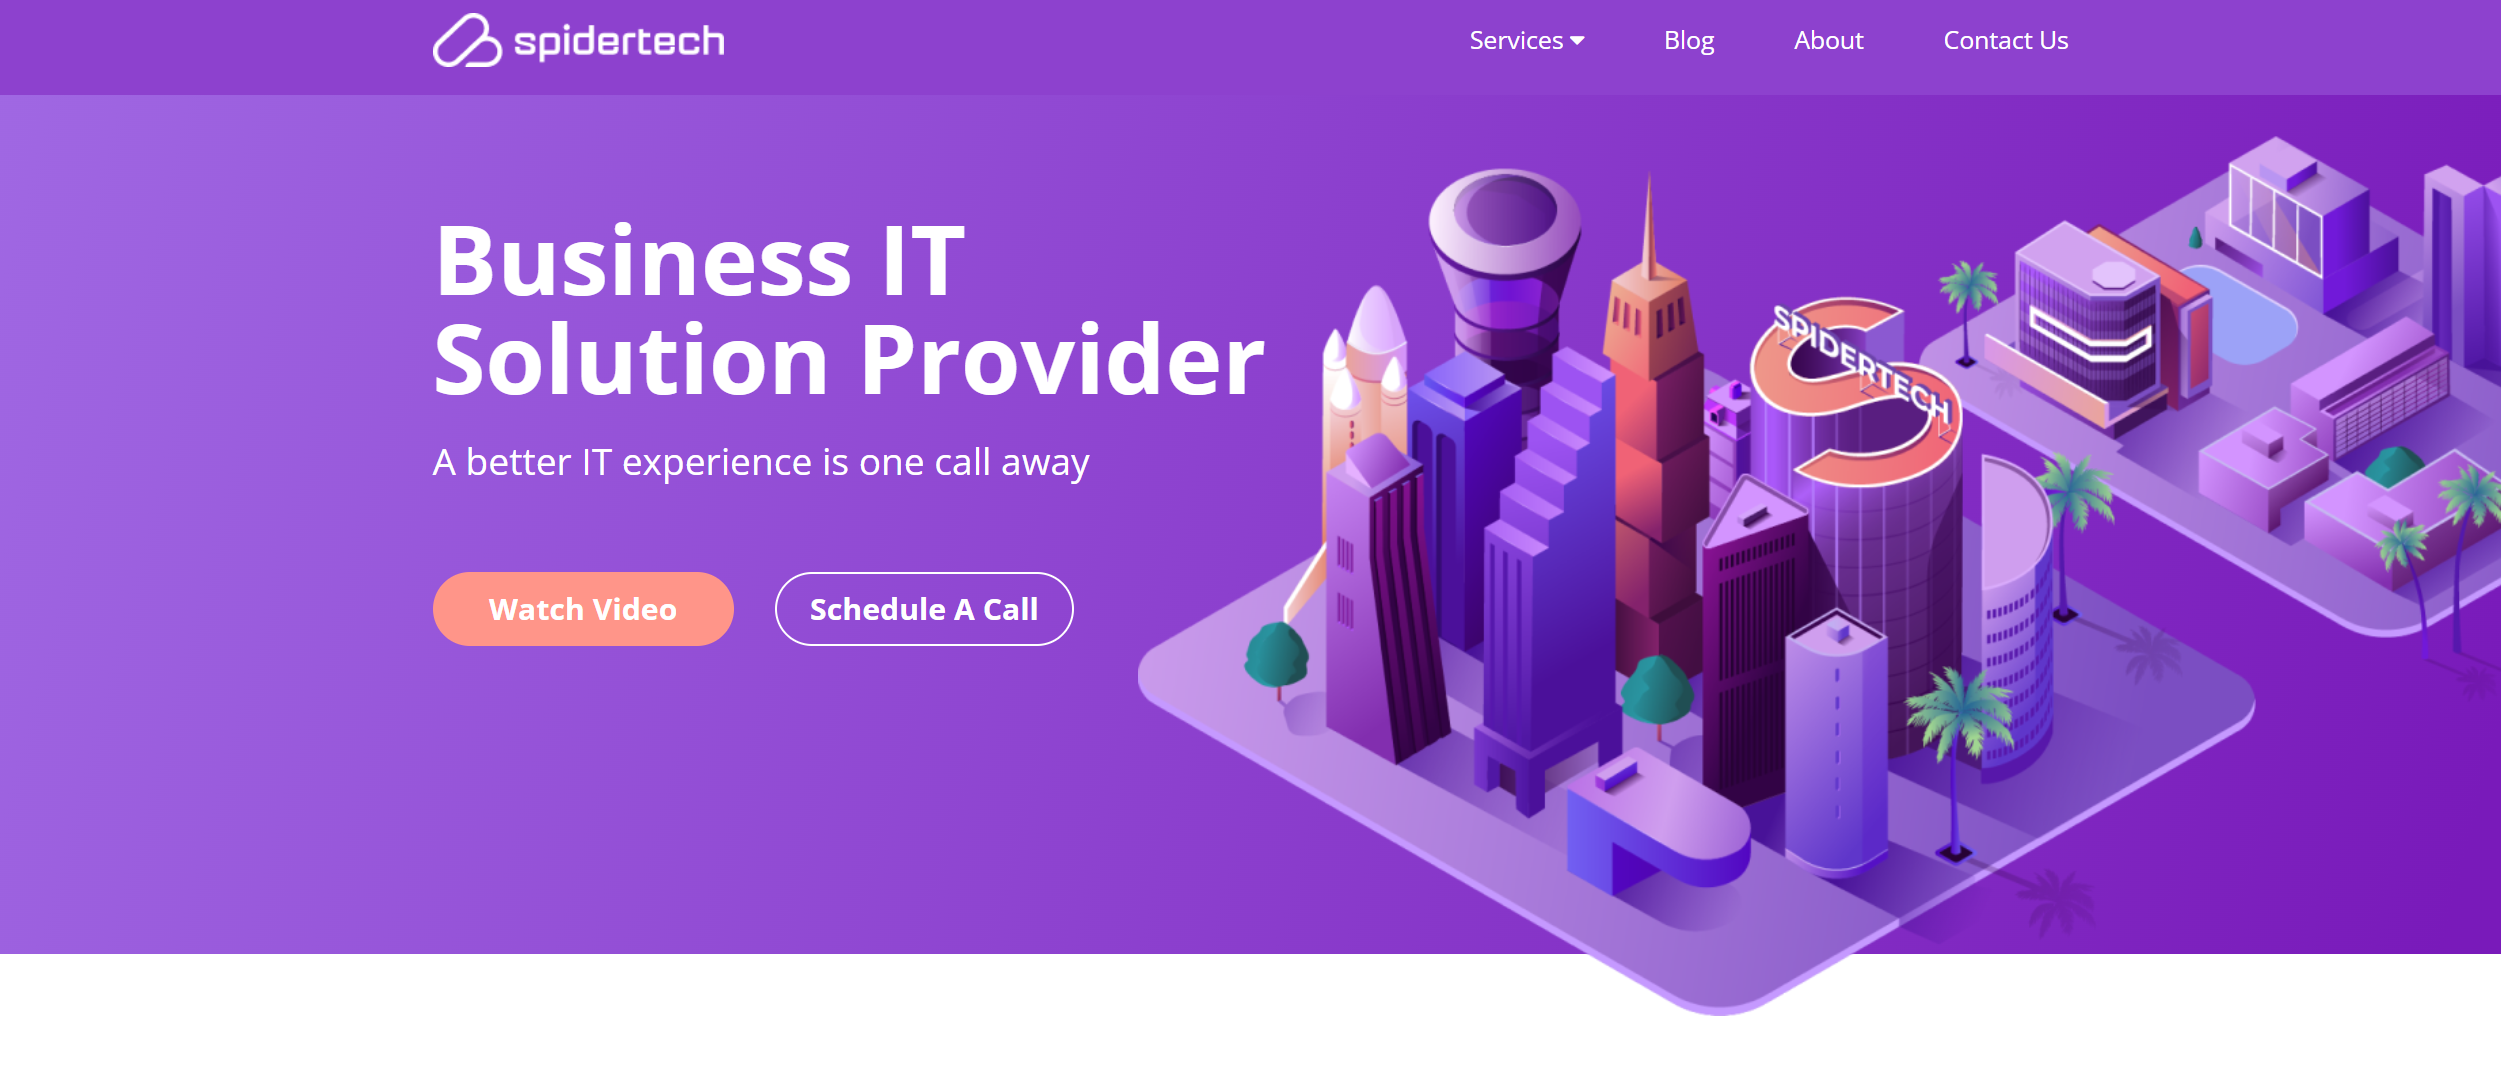 spidertech
Services
Blog
About
Contact Us
Business IT
Solution Provider
A better IT experience is one call away
Watch Video
Schedule A Call
SPIDERTECH